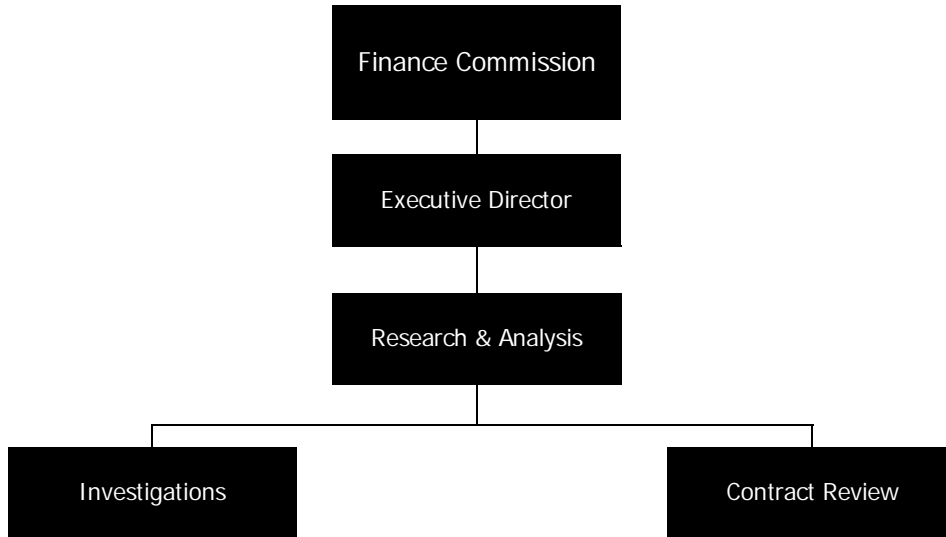 Finance Commission
Executive Director
Research & Analysis
Investigations
Contract Review